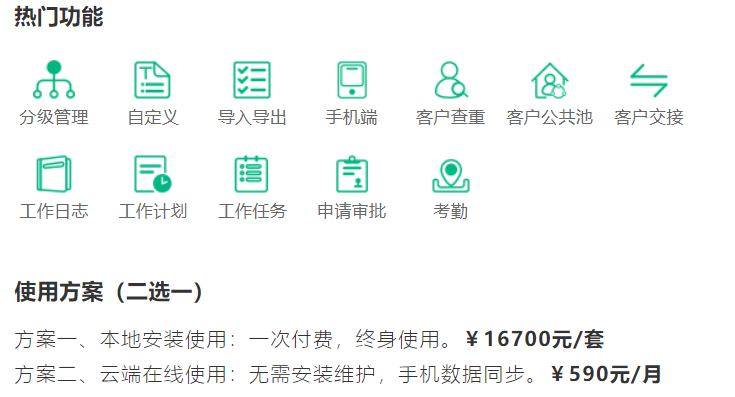 热门功能
分级管理 自定义 导入导出 手机端 客户查重 客户公共池 客户交接
工作日志 工作计划 工作任务 申请审批 考勤
使用方案（二选一）
方案一、本地安装使用：一次付费，终身使用。￥16700元/套
方案二、云端在线使用：无需安装维护，手机数据同步。￥590元/月